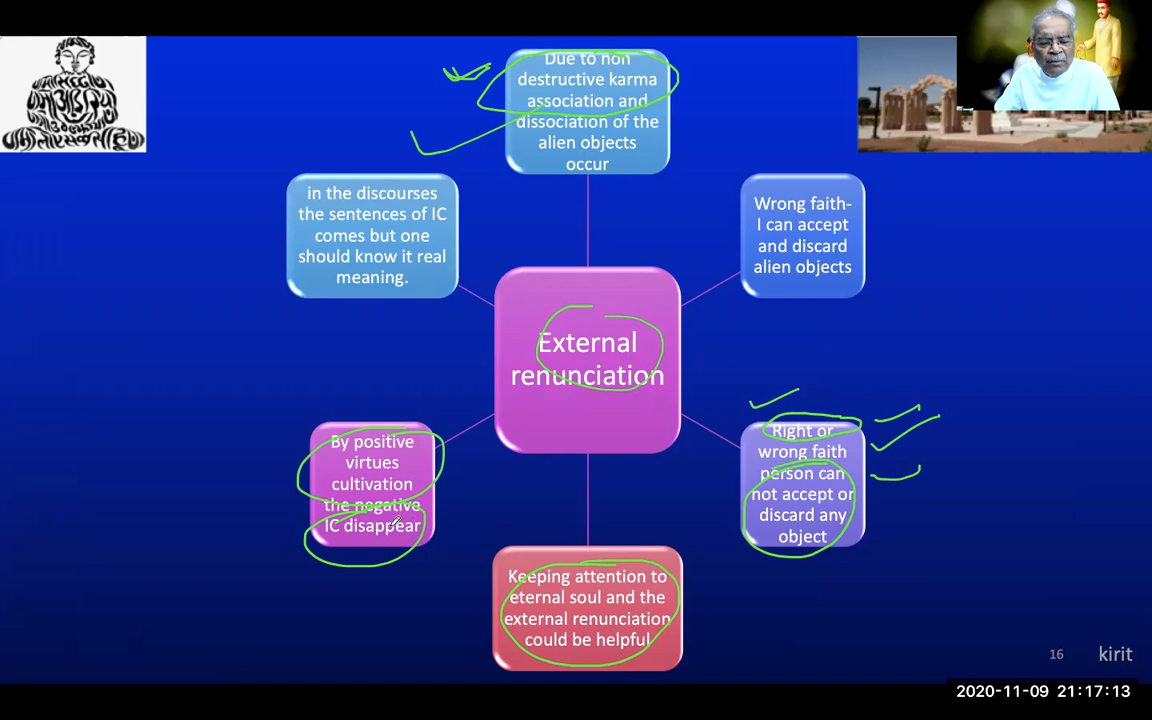 Due to non
destructive karma
association and
dissociation of the
alien objects
occur
Wrong faith-
I can accept
and discard
alien objects
Right or
wrong faith
person can
not accept or
discard any
object
Keeping attention to
eternal soul and the
external renunciation
could be helpful
By positive
virtues
cultivation
the negative
IC disappear
in the discourses
the sentences of IC
comes but one
should know it real
meaning.
External
renunciation
16
kirit
2020-11-09 21:17:13